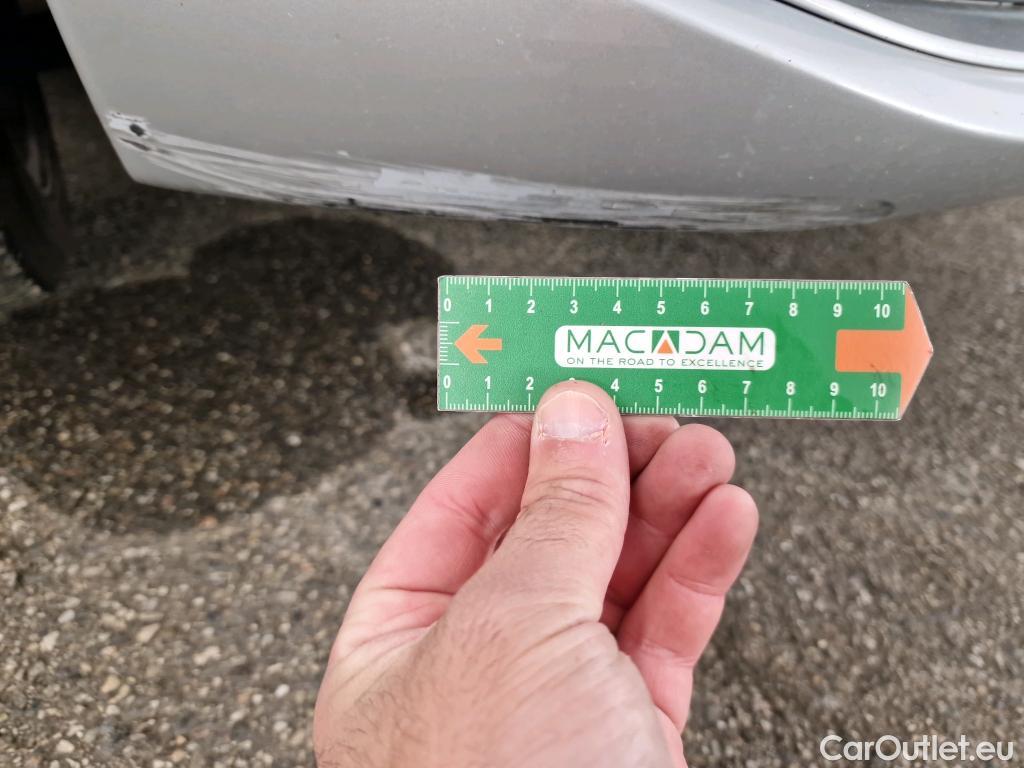 0 1 2 3 4 5 6 7 8 9 10
MACADAM
ON THE ROAD TO EXCELLENCE
0 1 2 4 5 6 7 8 9 10
CarOutlet.eu